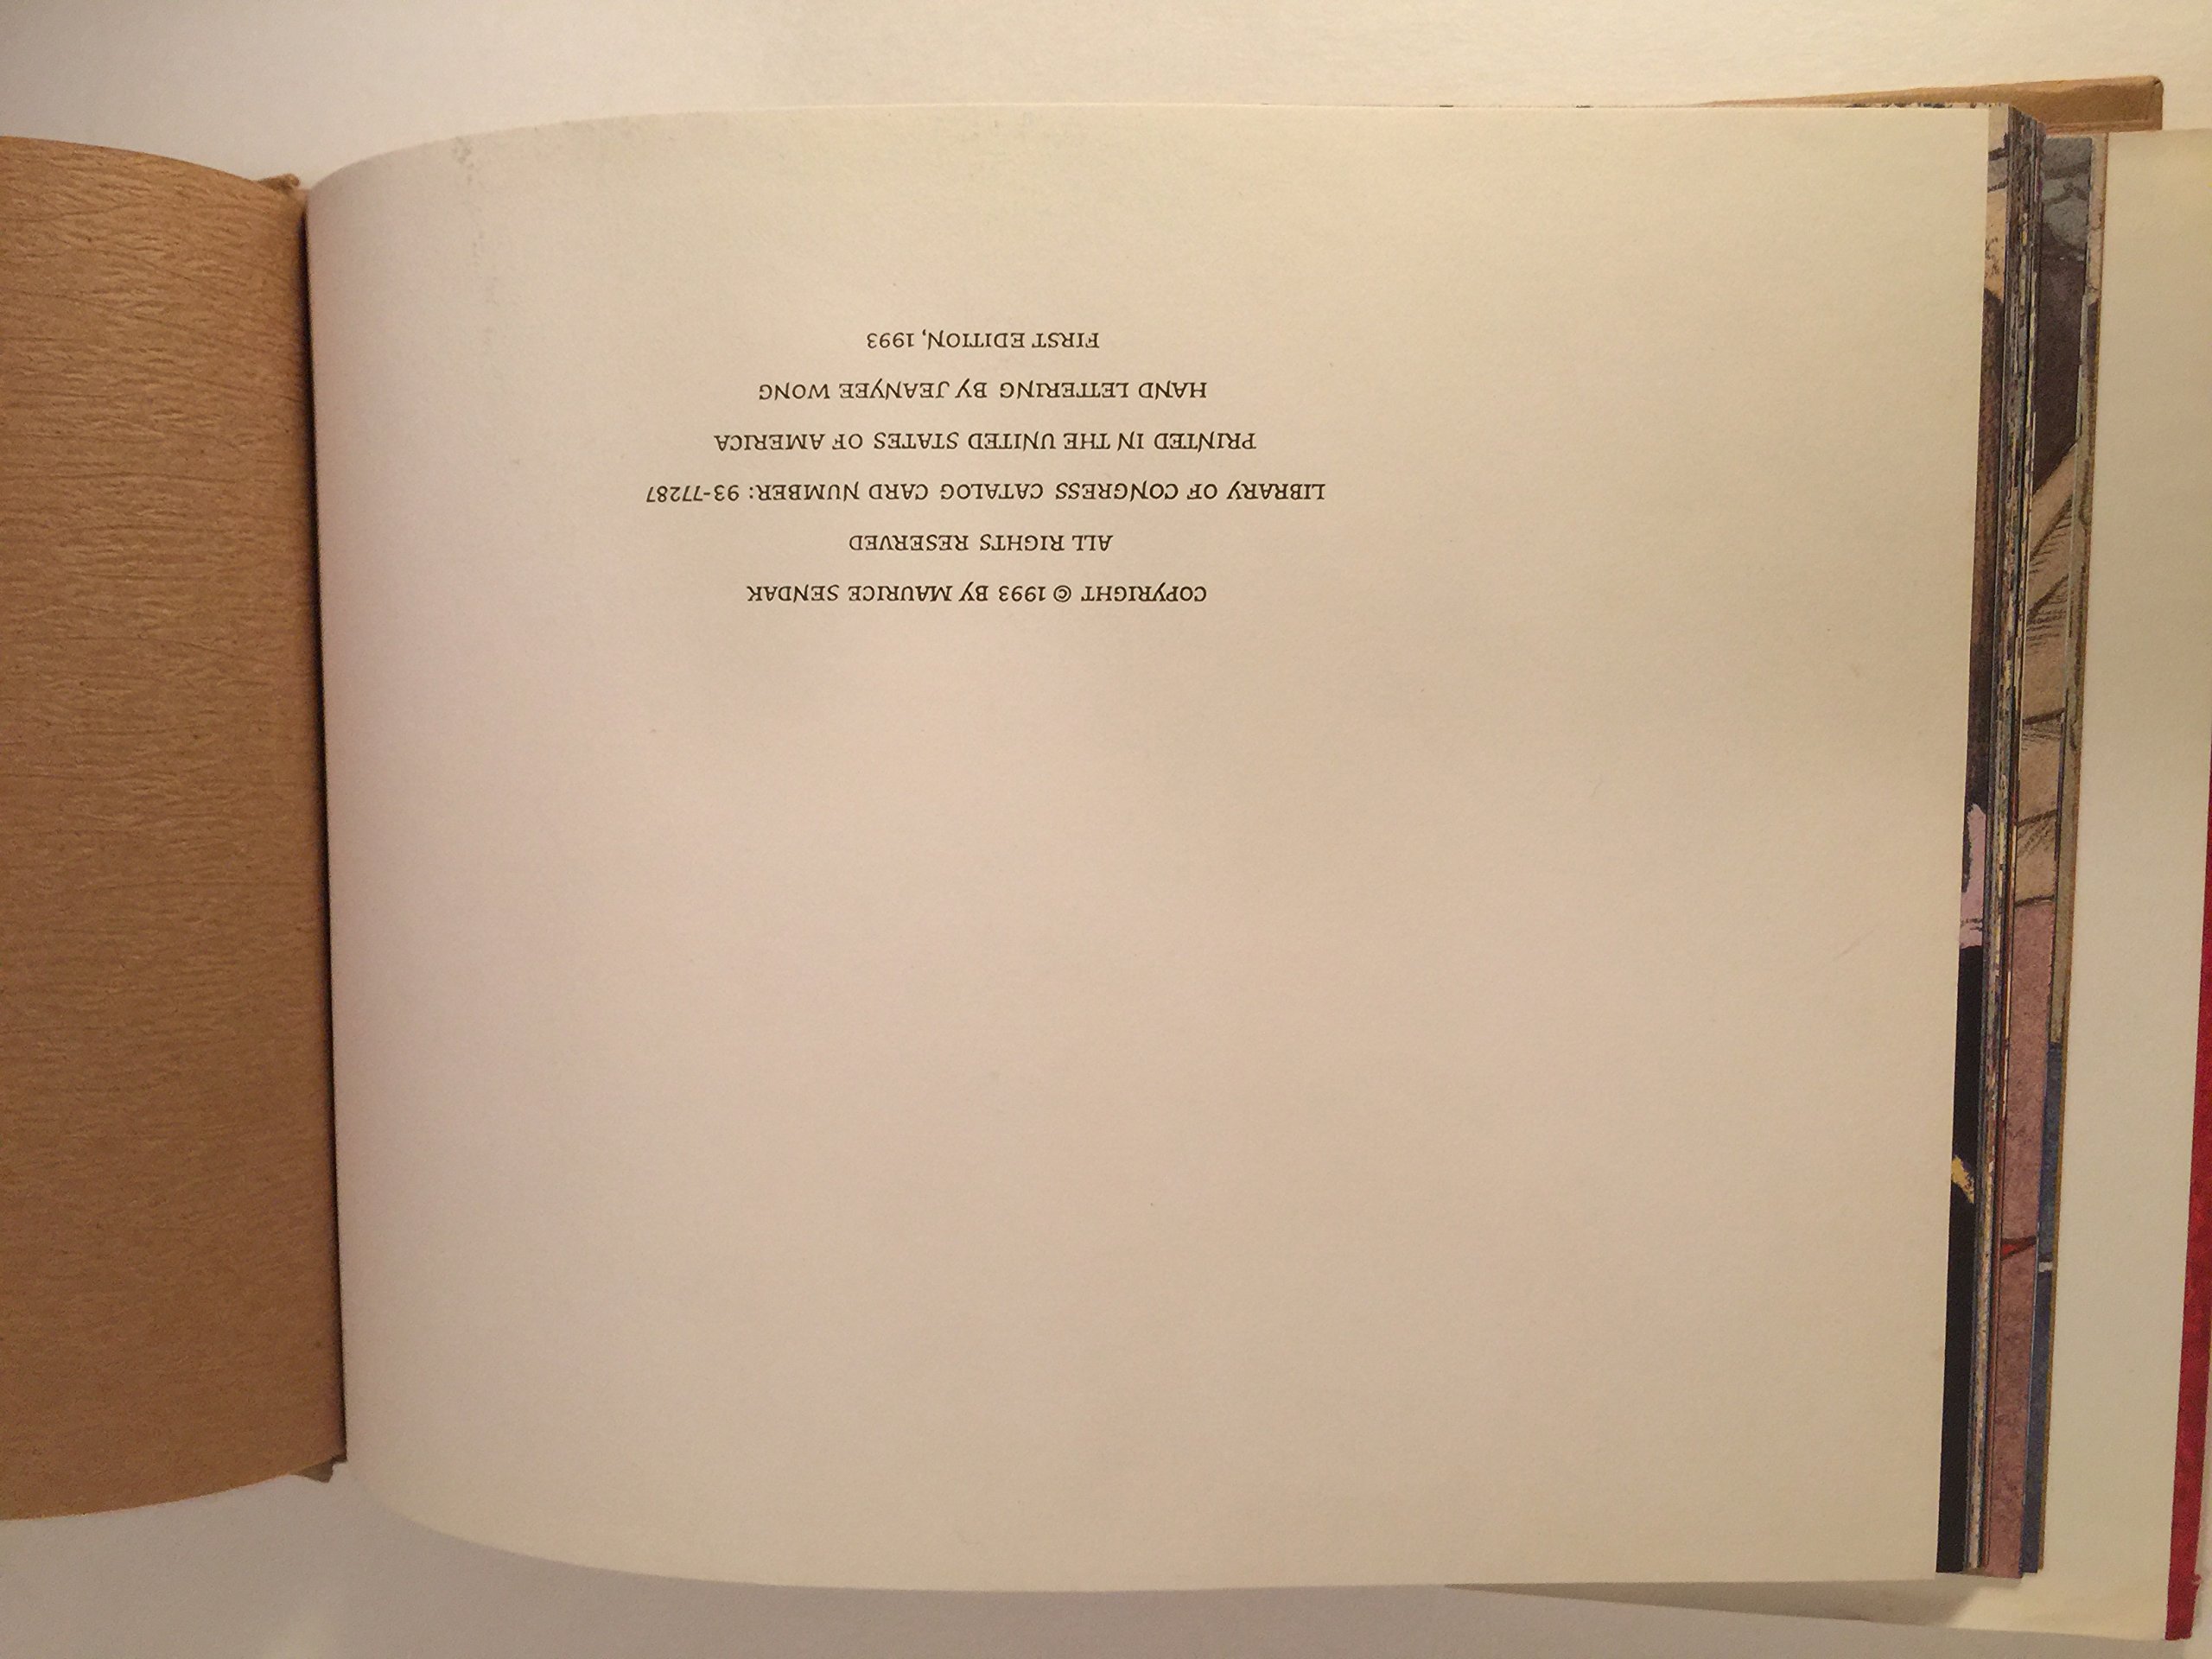 COPYRIGHT © 1993 BY MAURICE SENDAK
ALL RIGHTS RESERVED
LIBRARY OF CONGRESS CATALOG CARD NUMBER: 93-77287
PRINTED IN THE UNITED STATES OF AMERICA
HAND LETTERING BY JEANYEE WONG
FIRST EDITION, 1993